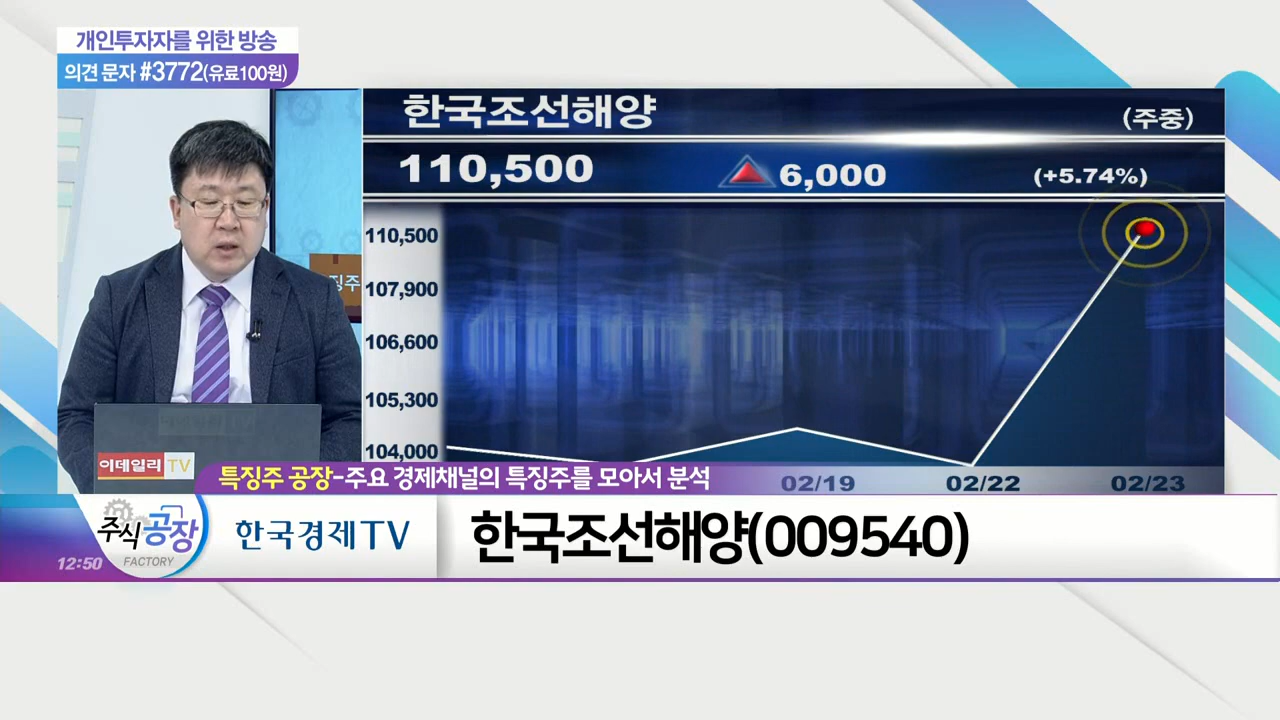 개인투자자를 위한 방송
의견 문자 #3772(유료100원)
한국조선해양
(주중)
110,500
6,000
(+5.74%)
110,500
107,900
106,600
105,300
104,000
02/19
02/22
02/23
징주
이데일리 TV
특징주 공장-주요 경제채널의 특징주를 모아서 분석
주식공장
FACTORY
12:50
한국경제TV
한국조선해양(009540)